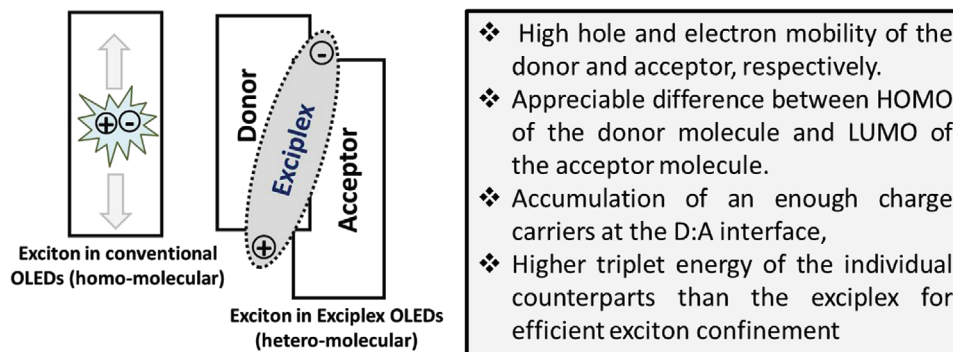 + -
Exciton in conventional
OLEDs (homo-molecular)
Donor
Exciplex
Acceptor
-
+
Exciton in Exciplex OLEDs
(hetero-molecular)
❖ High hole and electron mobility of the
donor and acceptor, respectively.
❖ Appreciable difference between HOMO
of the donor molecule and LUMO of
the acceptor molecule.
❖ Accumulation of an enough charge
carriers at the D:A interface,
❖ Higher triplet energy of the individual
counterparts than the exciplex for
efficient exciton confinement